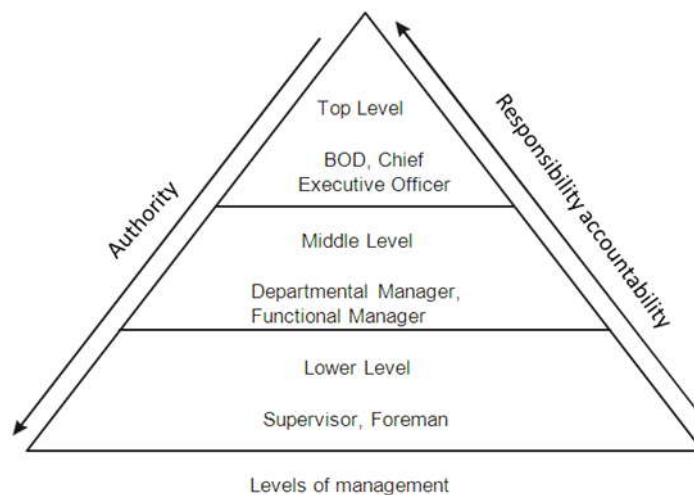 Top Level
BOD, Chief
Executive Officer
Authority
Responsibility accountability
Middle Level
Departmental Manager,
Functional Manager
Lower Level
Supervisor, Foreman
Levels of management